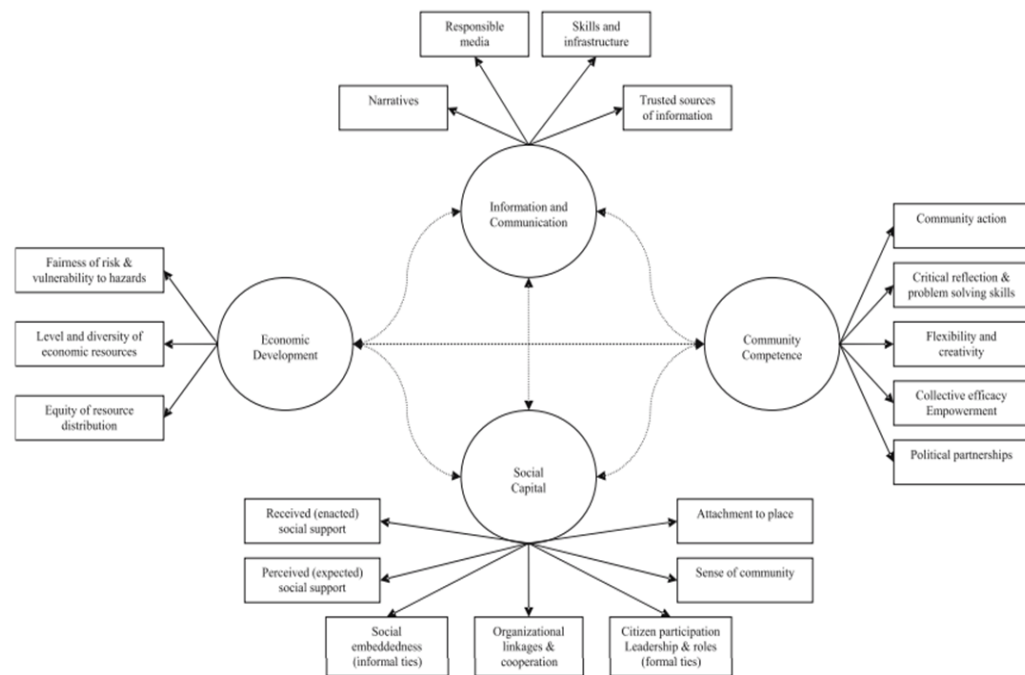 Responsible
media
Skills and
infrastructure
Narratives
Trusted sources
of information
Information and
Communication
Community action
Fairness of risk &
vulnerability to hazards
Critical reflection &
problem solving skills
Level and diversity of
economic resources
Economic
Development
Community
Competence
Flexibility and
creativity
Equity of resource
distribution
Collective efficacy
Empowerment
Social
Capital
Political partnerships
Received (enacted)
social support
Attachment to place
Perceived (expected)
social support
Sense of community
Social
embeddedness
(informal ties)
Organizational
linkages &
cooperation
Citizen participation
Leadership & roles
(formal ties)